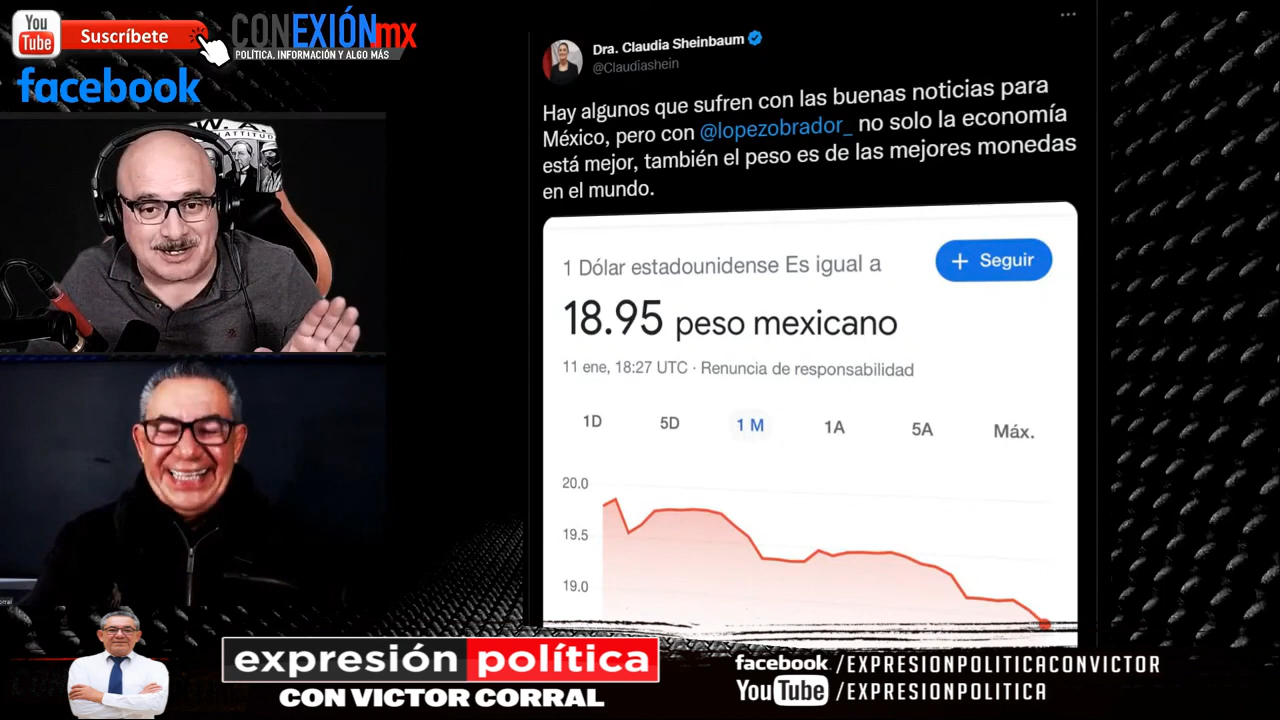 You
Tube
Suscríbete
CONEXIÓN.mx
POLÍTICA, INFORMACIÓN Y ALGO MÁS
facebook
Dra. Claudia Sheinbaum
@Claudiashein
Hay algunos que sufren con las buenas noticias para
México, pero con @lopezobrador_ no solo la economía
está mejor, también el peso es de las mejores monedas
en el mundo.
1 Dólar estadounidense Es igual a
+ Seguir
18.95 peso mexicano
11 ene, 18:27 UTC · Renuncia de responsabilidad
1D 5D 1 M 1A 5A Máx.
20.0
19.5
19.0
expresión política
CON VICTOR CORRAL
facebook /EXPRESIONPOLITICACONVICTOR
YouTube /EXPRESIONPOLITICA